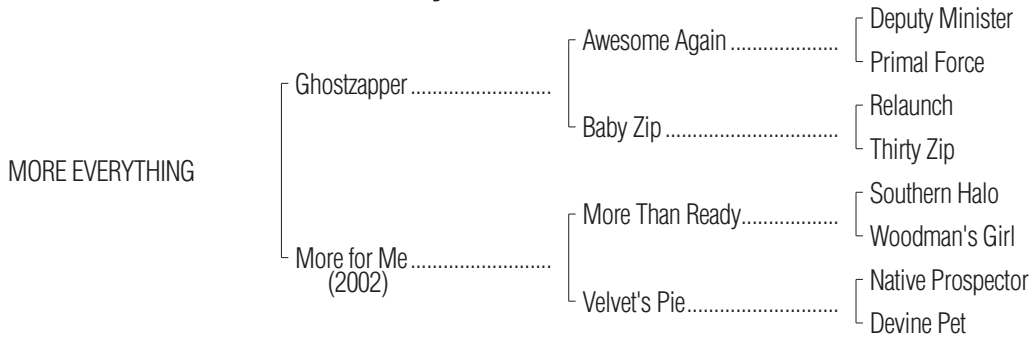 Deputy Minister
Awesome Again ....................
Primal Force
Ghostzapper ..........................
Relaunch
Baby Zip ................................
Thirty Zip
MORE EVERYTHING
Southern Halo
More Than Ready..................
Woodman's Girl
More for Me ..........................
(2002)
Native Prospector
Velvet's Pie............................
Devine Pet